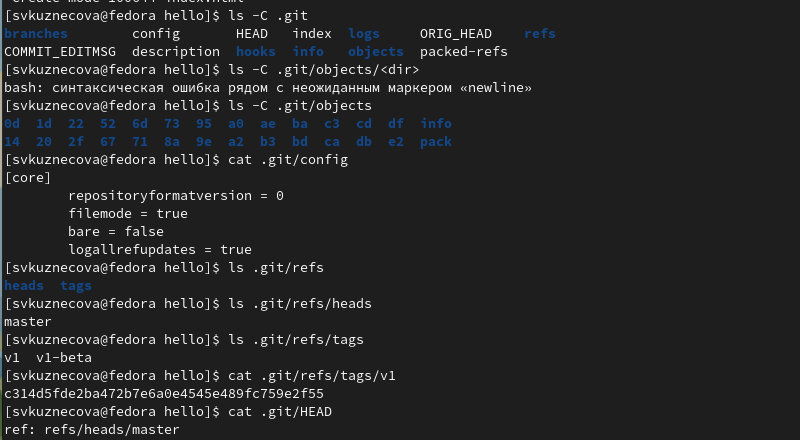 [svkuznecova@fedora hello]$ ls -C .git
branches config HEAD index logs ORIG_HEAD refs
COMMIT_EDITMSG description hooks info objects packed-refs
[svkuznecova@fedora hello]$ ls -C .git/objects/<dir>
bash: синтаксическая ошибка рядом с неожиданным маркером «newline»
[svkuznecova@fedora hello]$ ls -C .git/objects
0d 1d 22 52 6d 73 95 a0 ae ba c3 cd df info
14 20 2f 67 71 8a 9e a2 b3 bd ca db e2 pack
[svkuznecova@fedora hello]$ cat .git/config
[core]
repositoryformatversion = 0
filemode = true
bare = false
logallrefupdates = true
[svkuznecova@fedora hello]$ ls .git/refs
heads tags
[svkuznecova@fedora hello]$ ls .git/refs/heads
master
[svkuznecova@fedora hello]$ ls .git/refs/tags
v1 v1-beta
[svkuznecova@fedora hello]$ cat .git/refs/tags/v1
c314d5fde2ba472b7e6a0e4545e489fc759e2f55
[svkuznecova@fedora hello]$ cat .git/HEAD
ref: refs/heads/master